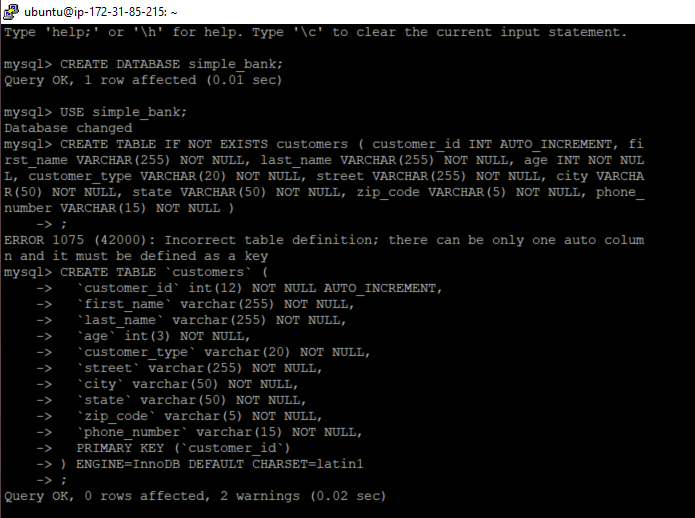 ubuntu@ip-172-31-85-215: ~
Type 'help;' or '\h' for help. Type '\c' to clear the current input statement.
mysql> CREATE DATABASE simple_bank;
Query OK, 1 row affected (0.01 sec)
mysql> USE simple_bank;
Database changed
mysql> CREATE TABLE IF NOT EXISTS customers ( customer_id INT AUTO_INCREMENT, fi
rst_name VARCHAR(255) NOT NULL, last_name VARCHAR(255) NOT NULL, age INT NOT NUL
L, customer_type VARCHAR(20) NOT NULL, street VARCHAR(255) NOT NULL, city VARCHA
R(50) NOT NULL, state VARCHAR(50) NOT NULL, zip_code VARCHAR(5) NOT NULL, phone_
number VARCHAR(15) NOT NULL )
    -> ;
ERROR 1075 (42000): Incorrect table definition; there can be only one auto colum
n and it must be defined as a key
mysql> CREATE TABLE `customers` (
    ->   `customer_id` int(12) NOT NULL AUTO_INCREMENT,
    ->   `first_name` varchar(255) NOT NULL,
    ->   `last_name` varchar(255) NOT NULL,
    ->   `age` int(3) NOT NULL,
    ->   `customer_type` varchar(20) NOT NULL,
    ->   `street` varchar(255) NOT NULL,
    ->   `city` varchar(50) NOT NULL,
    ->   `state` varchar(50) NOT NULL,
    ->   `zip_code` varchar(5) NOT NULL,
    ->   `phone_number` varchar(15) NOT NULL,
    ->   PRIMARY KEY (`customer_id`)
    -> ) ENGINE=InnoDB DEFAULT CHARSET=latin1
    -> ;
Query OK, 0 rows affected, 2 warnings (0.02 sec)